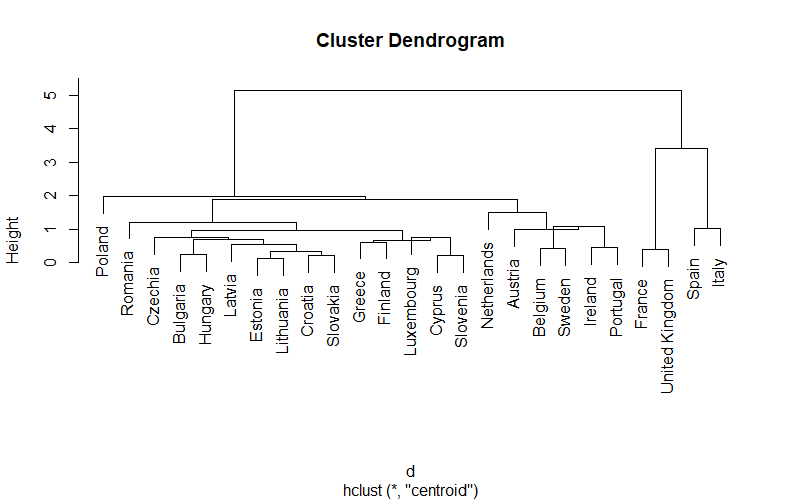 Cluster Dendrogram
Height
0
1
2
3
4
5
Poland
Romania
Czechia
Bulgaria
Hungary
Latvia
Estonia
Lithuania
Croatia
Slovakia
Greece
Finland
Luxembourg
Cyprus
Slovenia
Netherlands
Austria
Belgium
Sweden
Ireland
Portugal
France
United Kingdom
Spain
Italy
d
hclust (*, "centroid")